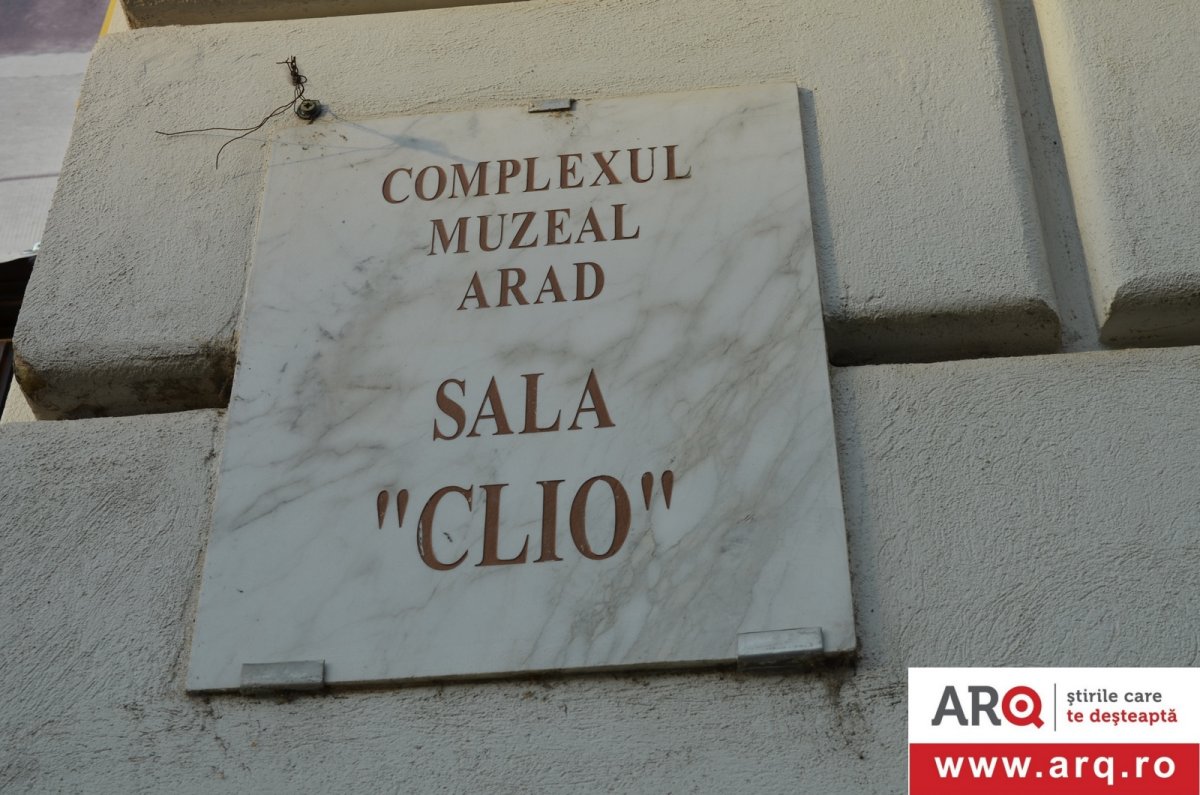 COMPLEXUL
MUZEAL
ARAD
SALA
"CLIO"
ARQ
știrile care
te deșteaptă
www.arq.ro